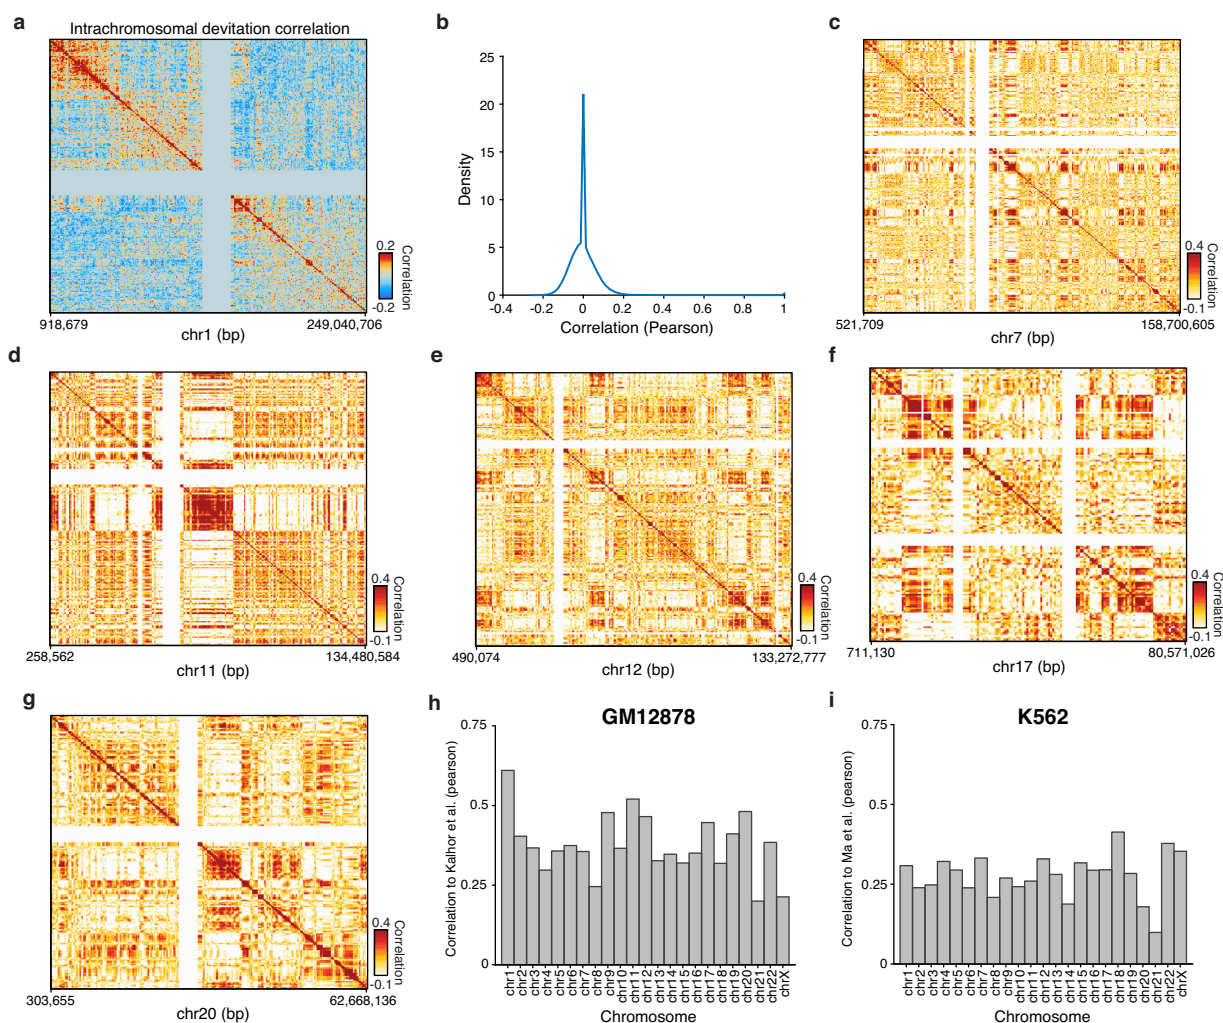 a
Intrachromosomal devitation correlation
0.2
-0.2
Correlation
918,679
249,040,706
chr1 (bp)
b
25
20
15
10
5
0
Density
-0.4
-0.2
0
0.2
0.4
0.6
0.8
1
Correlation (Pearson)
c
0.4
-0.1
Correlation
521,709
158,700,605
chr7 (bp)
d
0.4
-0.1
Correlation
258,562
134,480,584
chr11 (bp)
e
0.4
-0.1
Correlation
490,074
133,272,777
chr12 (bp)
f
0.4
-0.1
Correlation
711,130
80,571,026
chr17 (bp)
g
0.4
-0.1
Correlation
303,655
62,668,136
chr20 (bp)
h
GM12878
0.75
0.5
0.25
0
Correlation to Kalhor et al. (pearson)
chr1
chr2
chr3
chr4
chr5
chr6
chr7
chr8
chr9
chr10
chr11
chr12
chr13
chr14
chr15
chr16
chr17
chr18
chr19
chr20
chr21
chr22
chrX
Chromosome
i
K562
0.75
0.5
0.25
0
Correlation to Ma et al. (pearson)
chr1
chr2
chr3
chr4
chr5
chr6
chr7
chr8
chr9
chr10
chr11
chr12
chr13
chr14
chr15
chr16
chr17
chr18
chr19
chr20
chr21
chr22
chrX
Chromosome